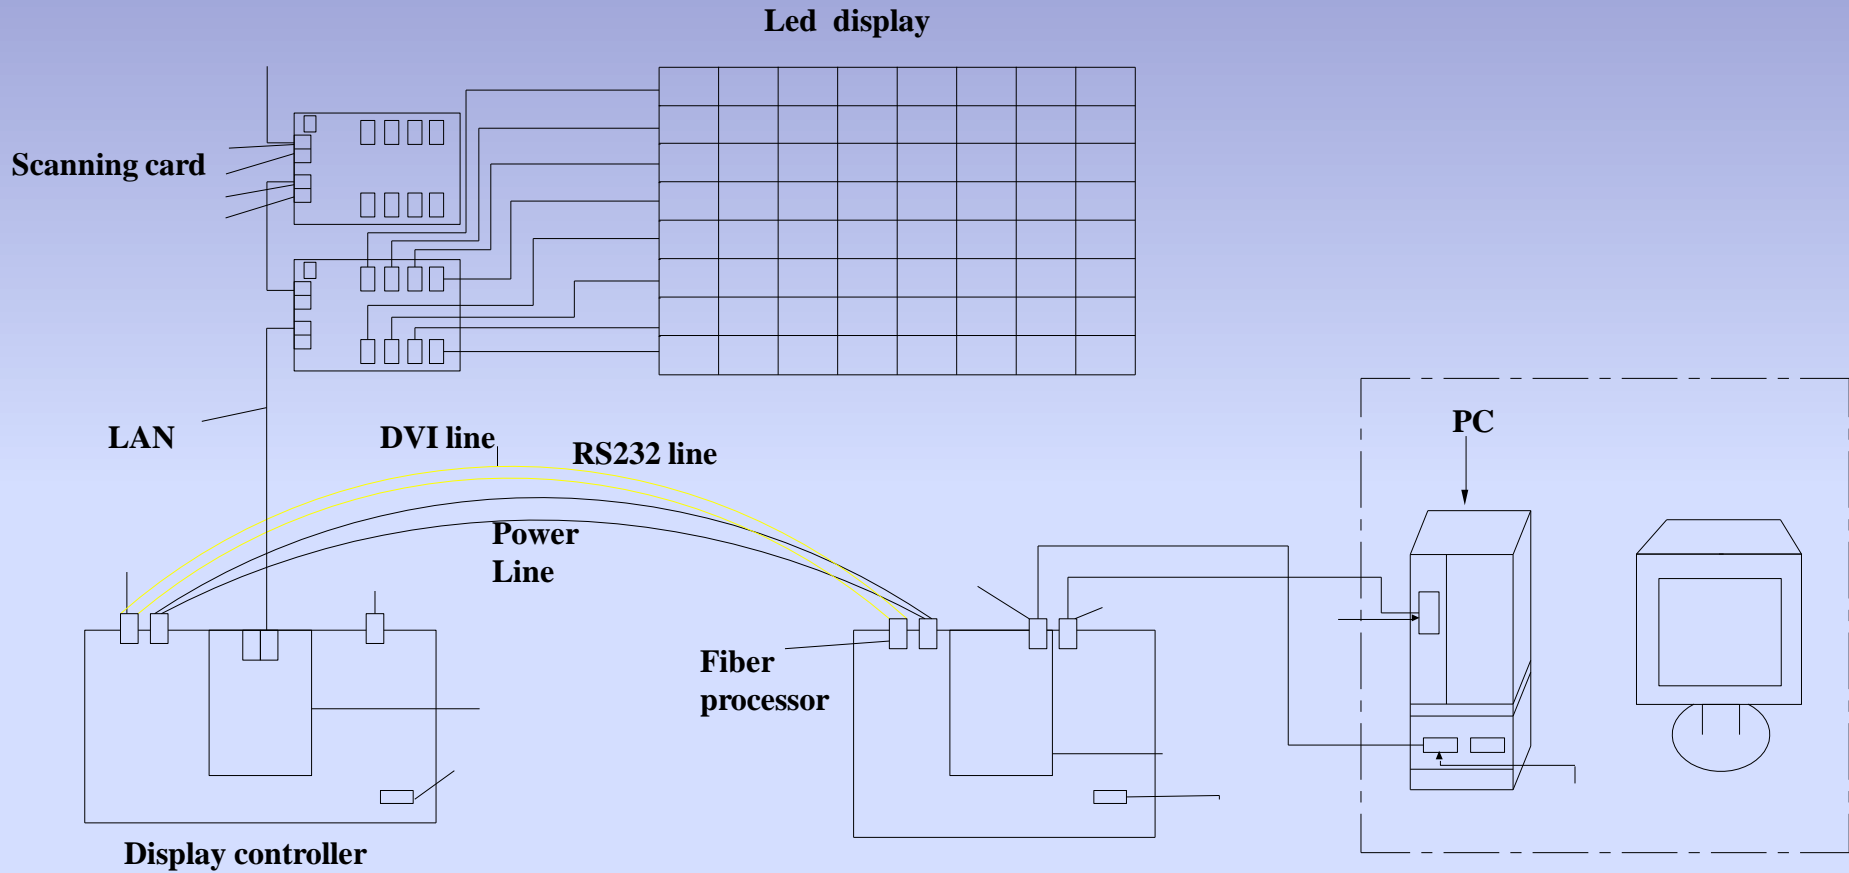 Led display
Scanning card
LAN
DVI line
RS232 line
PC
Power
Line
Fiber
processor
Display controller